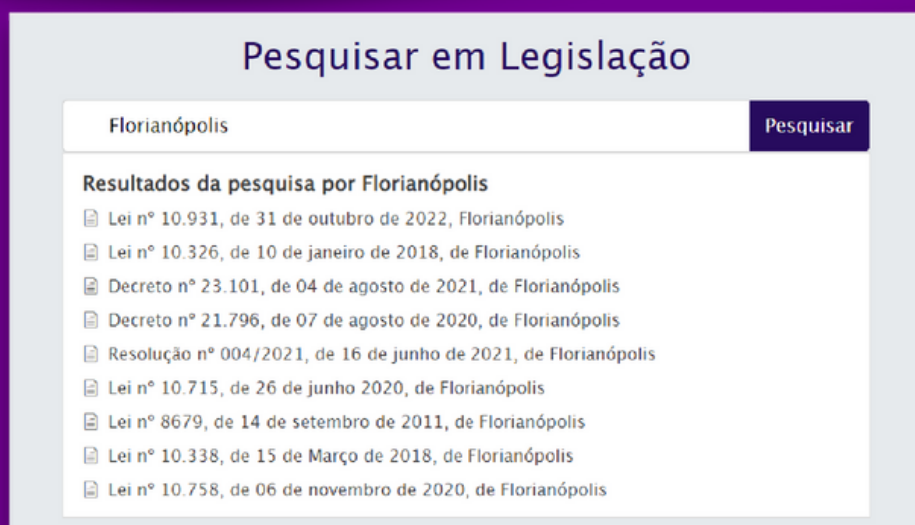 Pesquisar em Legislação
Florianópolis
Pesquisar
Resultados da pesquisa por Florianópolis
Lei nº 10.931, de 31 de outubro de 2022, Florianópolis
Lei nº 10.326, de 10 de janeiro de 2018, de Florianópolis
Decreto nº 23.101, de 04 de agosto de 2021, de Florianópolis
Decreto nº 21.796, de 07 de agosto de 2020, de Florianópolis
Resolução nº 004/2021, de 16 de junho de 2021, de Florianópolis
Lei nº 10.715, de 26 de junho 2020, de Florianópolis
Lei nº 8679, de 14 de setembro de 2011, de Florianópolis
Lei nº 10.338, de 15 de Março de 2018, de Florianópolis
Lei nº 10.758, de 06 de novembro de 2020, de Florianópolis